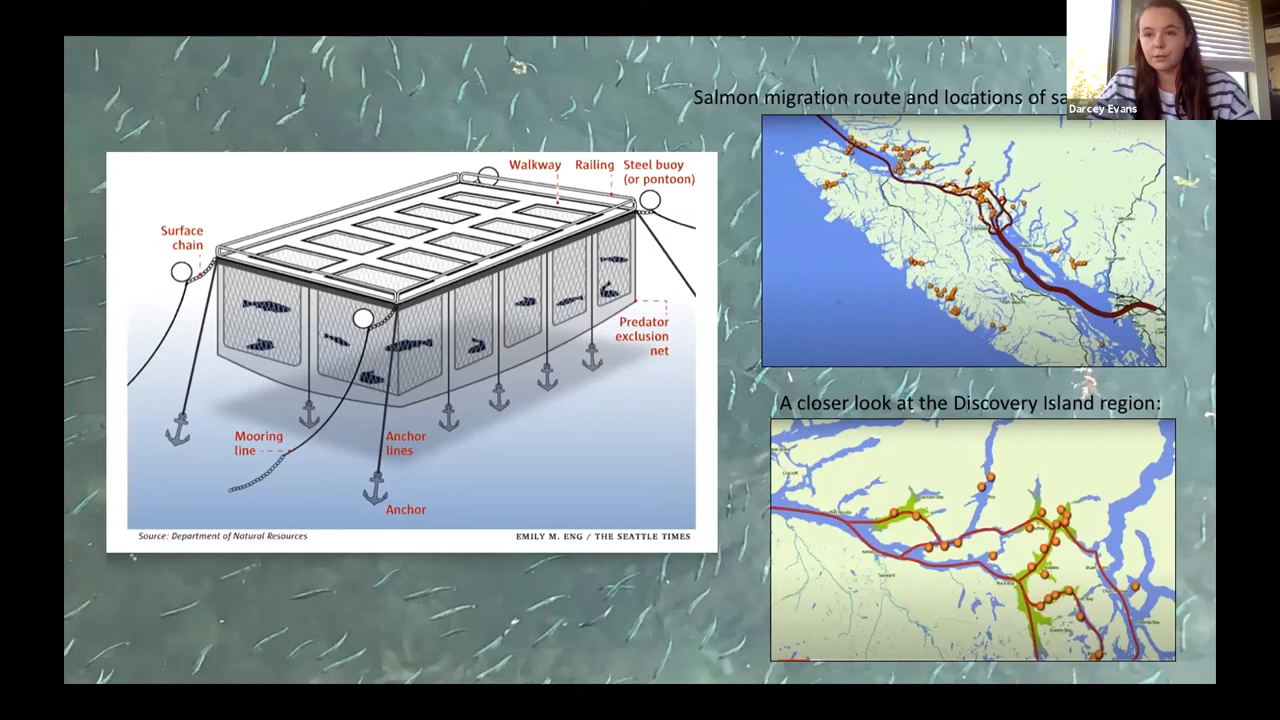 Salmon migration route and locations of sa
Darcey Evans
Walkway
Railing
Steel buoy
(or pontoon)
Surface
chain
Predator
exclusion
net
Mooring
line
Anchor
lines
Anchor
Source: Department of Natural Resources
EMILY M. ENG / THE SEATTLE TIMES
A closer look at the Discovery Island region: